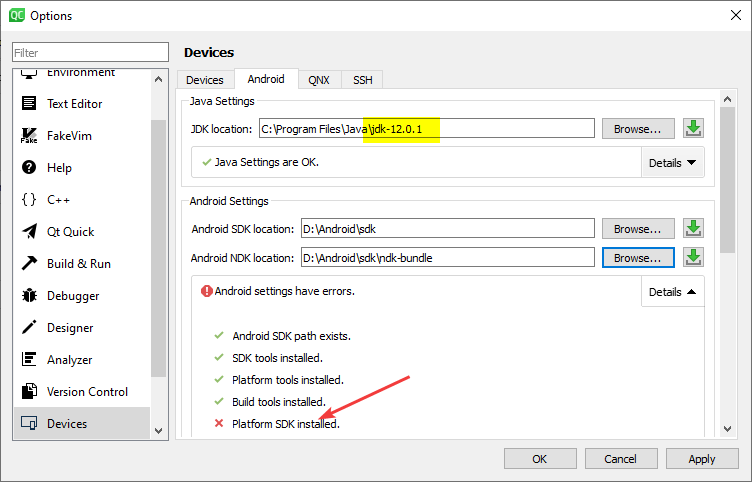 QC Options
Filter
Environment
Text Editor
Fake FakeVim
Help
{} C++
Qt Quick
Build & Run
Debugger
Designer
Analyzer
Version Control
Devices
Devices
Devices Android QNX SSH
Java Settings
JDK location: C:\Program Files\Java\jdk-12.0.1 Browse...
Java Settings are OK. Details
Android Settings
Android SDK location: D:\Android\sdk Browse...
Android NDK location: D:\Android\sdk\ndk-bundle Browse...
Android settings have errors. Details
Android SDK path exists.
SDK tools installed.
Platform tools installed.
Build tools installed.
Platform SDK installed.
OK Cancel Apply